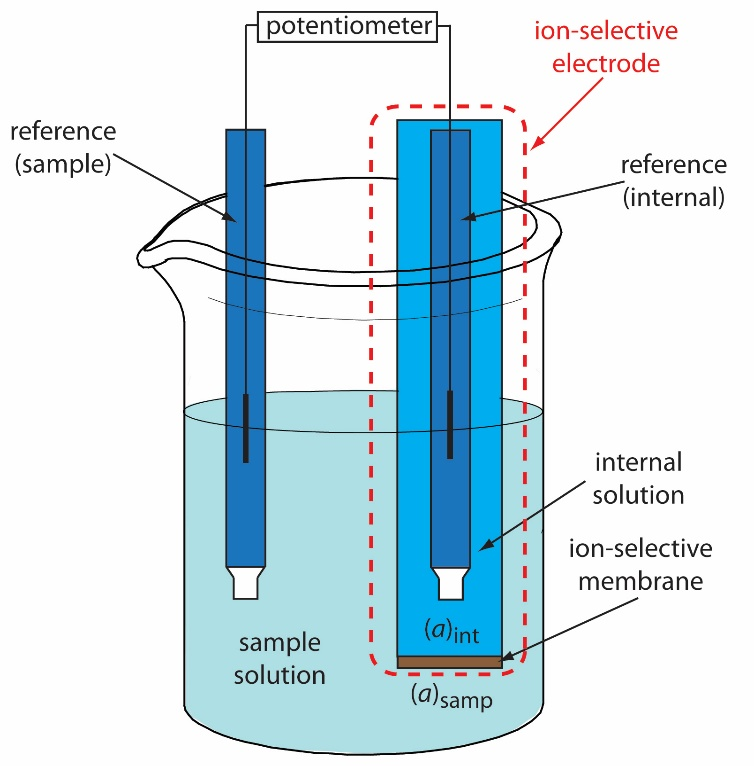 potentiometer
ion-selective
electrode
reference
(sample)
reference
(internal)
internal
solution
ion-selective
membrane
(a)int
sample
solution
(a)samp